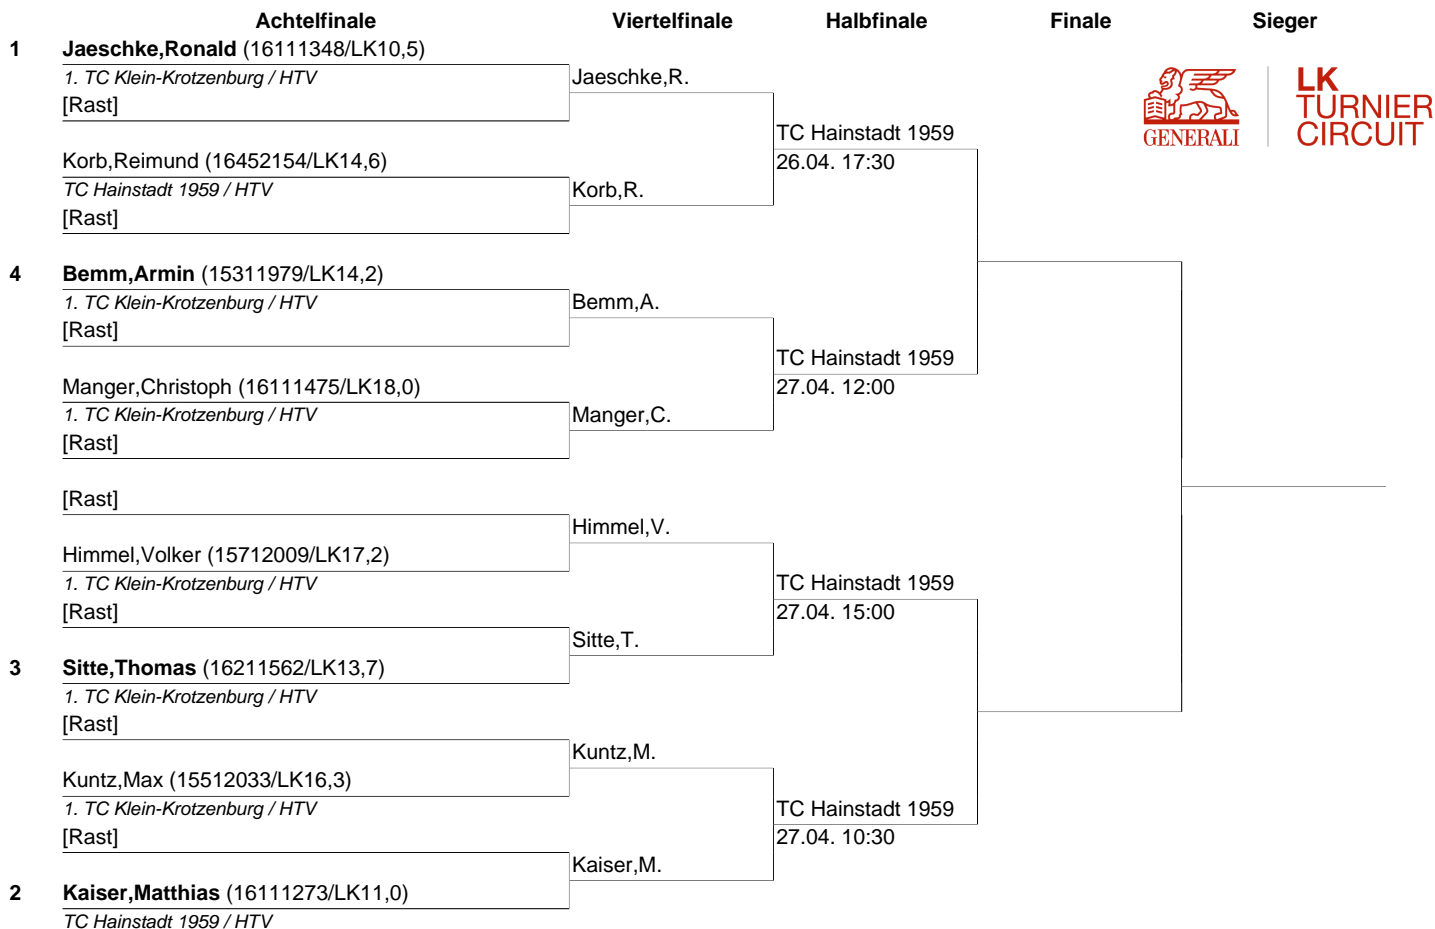 Achtelfinale Viertelfinale Halbfinale Finale Sieger
1 Jaeschke,Ronald (16111348/LK10,5)
1. TC Klein-Krotzenburg / HTV
Jaeschke,R.
[Rast]
TC Hainstadt 1959
26.04. 17:30
Korb,Reimund (16452154/LK14,6)
TC Hainstadt 1959 / HTV
Korb,R.
[Rast]
4 Bemm,Armin (15311979/LK14,2)
1. TC Klein-Krotzenburg / HTV
Bemm,A.
[Rast]
TC Hainstadt 1959
27.04. 12:00
Manger,Christoph (16111475/LK18,0)
1. TC Klein-Krotzenburg / HTV
Manger,C.
[Rast]
[Rast]
Himmel,V.
Himmel,Volker (15712009/LK17,2)
1. TC Klein-Krotzenburg / HTV
TC Hainstadt 1959
27.04. 15:00
[Rast]
Sitte,T.
3 Sitte,Thomas (16211562/LK13,7)
1. TC Klein-Krotzenburg / HTV
[Rast]
Kuntz,M.
Kuntz,Max (15512033/LK16,3)
1. TC Klein-Krotzenburg / HTV
TC Hainstadt 1959
27.04. 10:30
[Rast]
Kaiser,M.
2 Kaiser,Matthias (16111273/LK11,0)
TC Hainstadt 1959 / HTV
GENERALI
LK
TURNIER
CIRCUIT